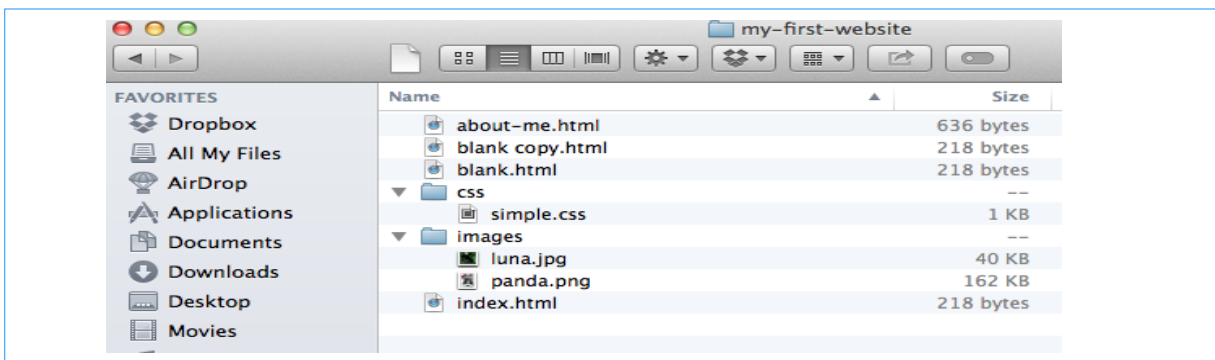 my-first-website
FAVORITES
Dropbox
All My Files
AirDrop
Applications
Documents
Downloads
Desktop
Movies
Name Size
about-me.html 636 bytes
blank copy.html 218 bytes
blank.html 218 bytes
css --
simple.css 1 KB
images --
luna.jpg 40 KB
panda.png 162 KB
index.html 218 bytes